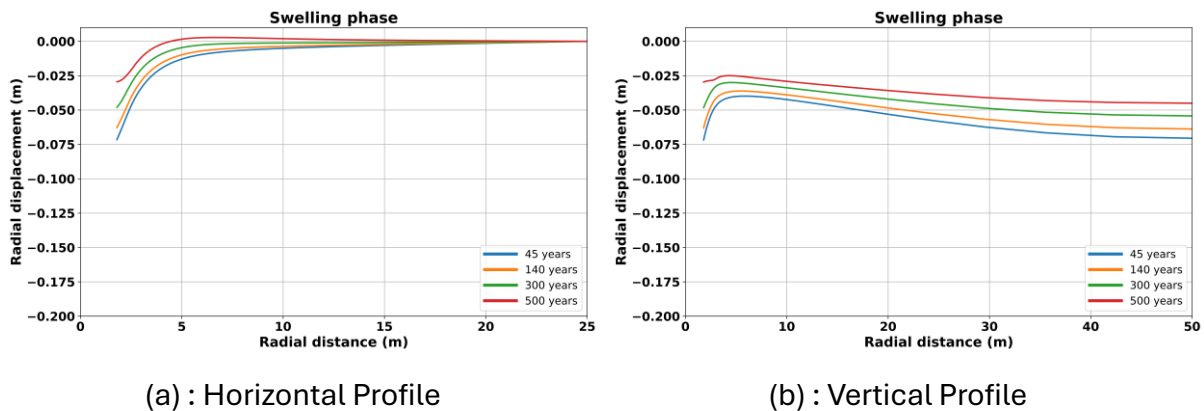 Swelling phase
Radial displacement (m)
0.000
−0.025
−0.050
−0.075
−0.100
−0.125
−0.150
−0.175
−0.200
0 5 10 15 20 25
Radial distance (m)
45 years
140 years
300 years
500 years
(a) : Horizontal Profile
Swelling phase
Radial displacement (m)
0.000
−0.025
−0.050
−0.075
−0.100
−0.125
−0.150
−0.175
−0.200
0 10 20 30 40 50
Radial distance (m)
45 years
140 years
300 years
500 years
(b) : Vertical Profile